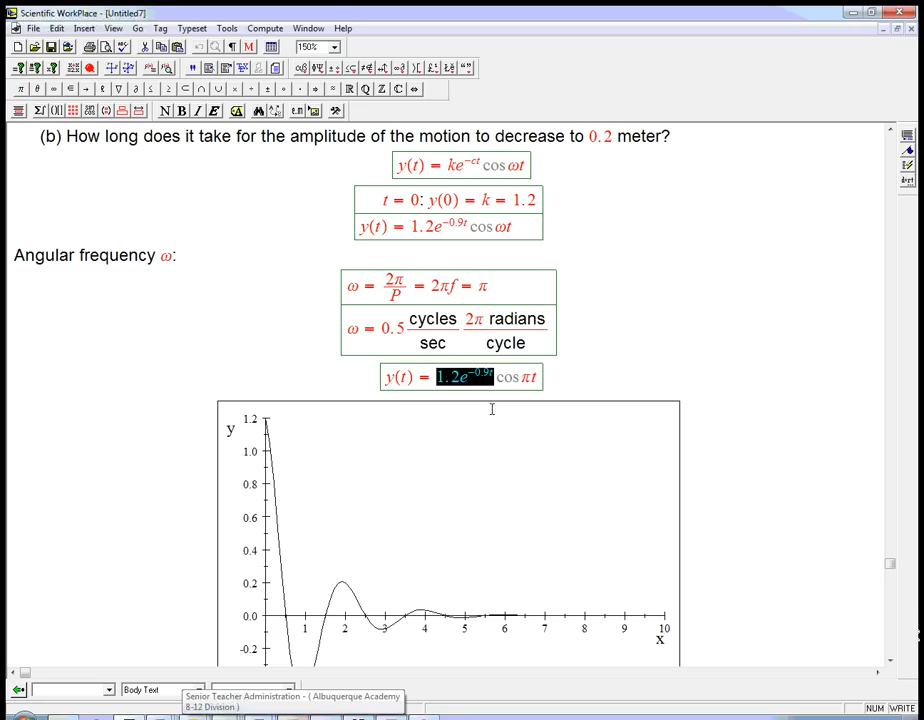 Scientific WorkPlace - [Untitled7]
File Edit Insert View Go Tag Typeset Tools Compute Window Help
150%
N B I E
(b) How long does it take for the amplitude of the motion to decrease to 0.2 meter?
y(t) = ke^{-ct} cos ωt
t = 0: y(0) = k = 1.2
y(t) = 1.2e^{-0.9t} cos ωt
Angular frequency ω:
ω = 2π/P = 2πf = π
ω = 0.5 cycles/sec 2π radians/cycle
y(t) = 1.2e^{-0.9t} cos πt
y
1.2
1.0
0.8
0.6
0.4
0.2
0.0
-0.2
1 2 3 4 5 6 7 8 9 10
x
Body Text
Senior Teacher Administration - ( Albuquerque Academy
8-12 Division )
NUM WRITE